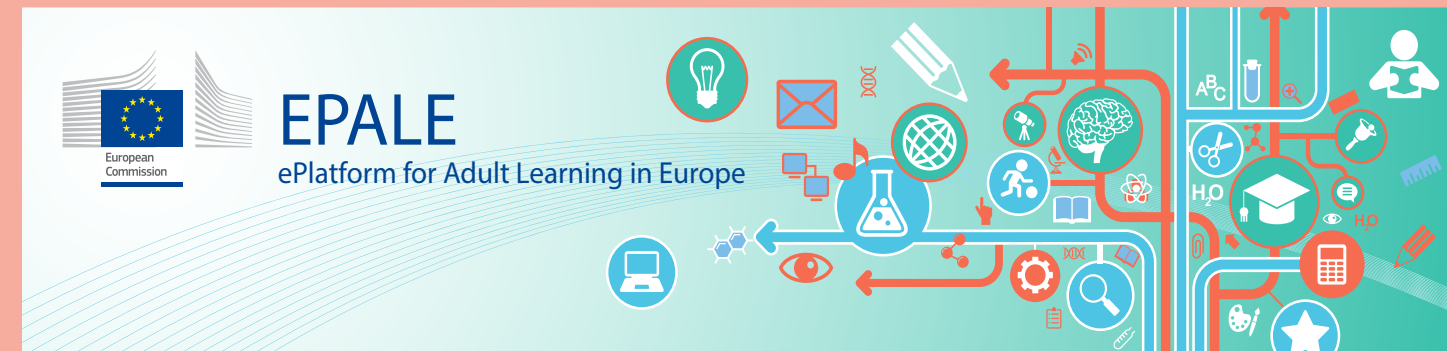 European
Commission
EPALE
ePlatform for Adult Learning in Europe
ABC
H₂O
H₂O